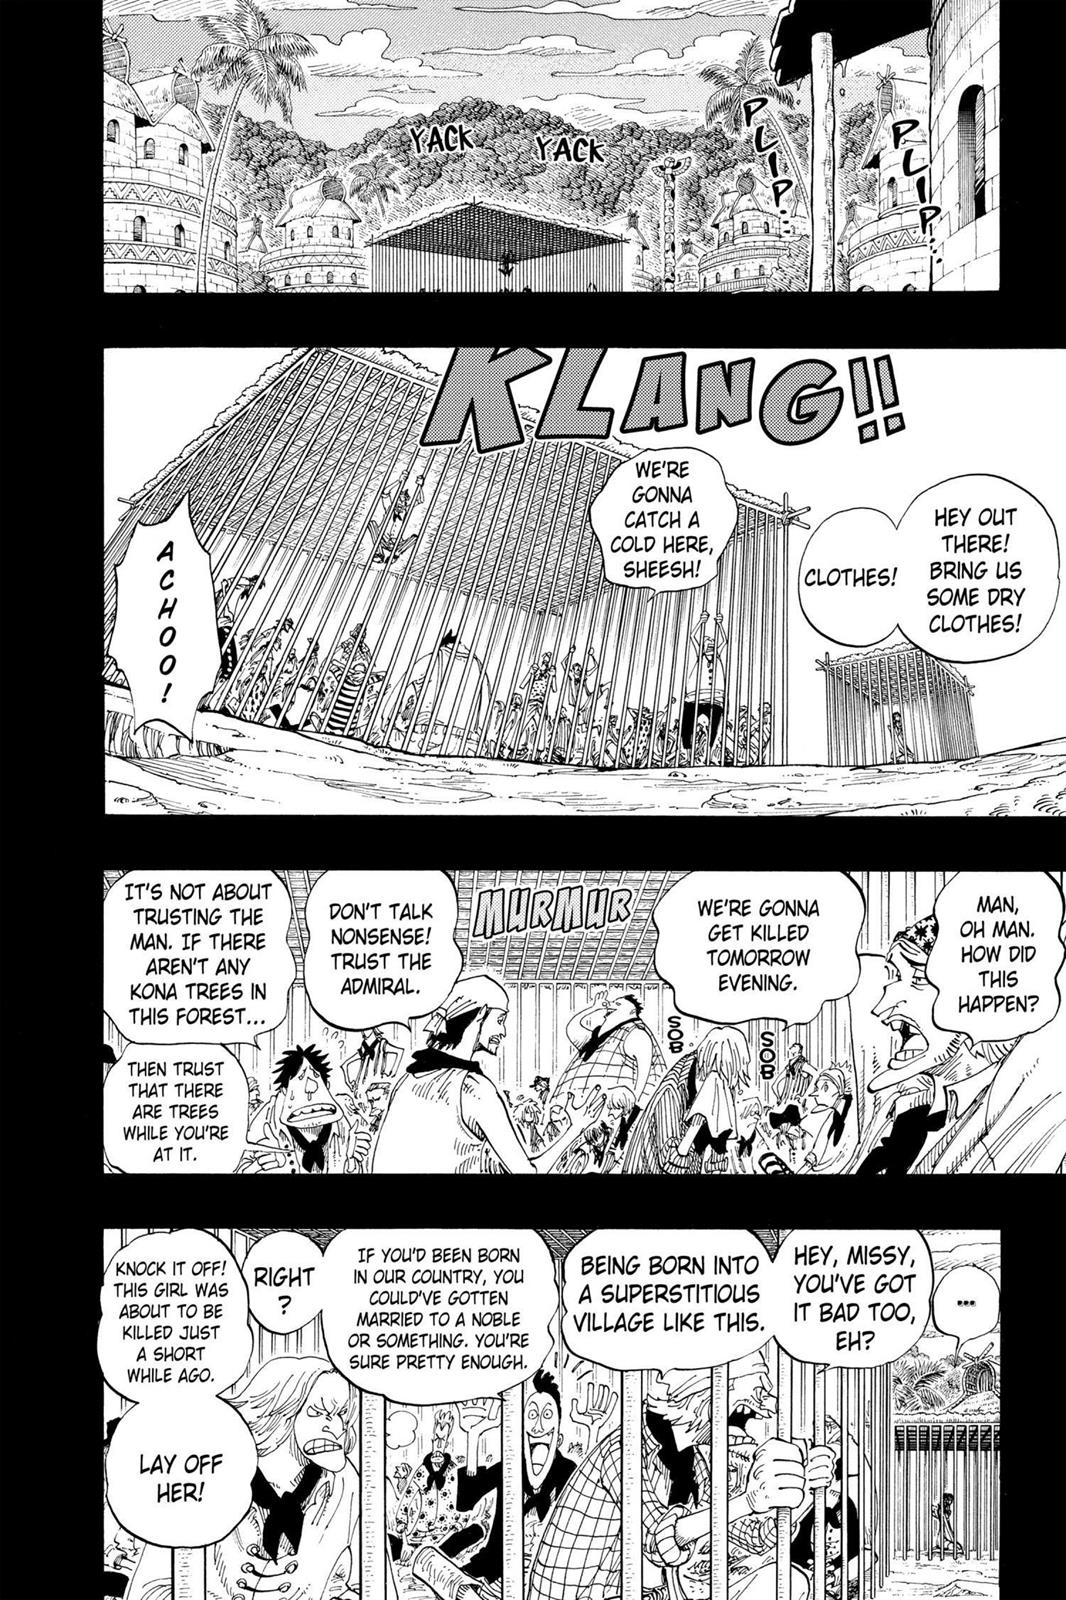 PLIP...
PLIP...
YACK
YACK
KLANG!!
HEY OUT
THERE!
BRING US
SOME DRY
CLOTHES!
CLOTHES!
WE'RE
GONNA
CATCH A
COLD HERE,
SHEESH!
ACHOO!
MAN,
OH MAN.
HOW DID
THIS
HAPPEN?
WE'RE GONNA
GET KILLED
TOMORROW
EVENING.
SOB
SOB
MURMUR
DON'T TALK
NONSENSE!
TRUST THE
ADMIRAL.
IT'S NOT ABOUT
TRUSTING THE
MAN. IF THERE
AREN'T ANY
KONA TREES IN
THIS FOREST...
THEN TRUST
THAT THERE
ARE TREES
WHILE YOU'RE
AT IT.
...
HEY, MISSY,
YOU'VE GOT
IT BAD TOO,
EH?
BEING BORN INTO
A SUPERSTITIOUS
VILLAGE LIKE THIS.
IF YOU'D BEEN BORN
IN OUR COUNTRY, YOU
COULD'VE GOTTEN
MARRIED TO A NOBLE
OR SOMETHING. YOU'RE
SURE PRETTY ENOUGH.
RIGHT
?
KNOCK IT OFF!
THIS GIRL WAS
ABOUT TO BE
KILLED JUST
A SHORT
WHILE AGO.
LAY OFF
HER!